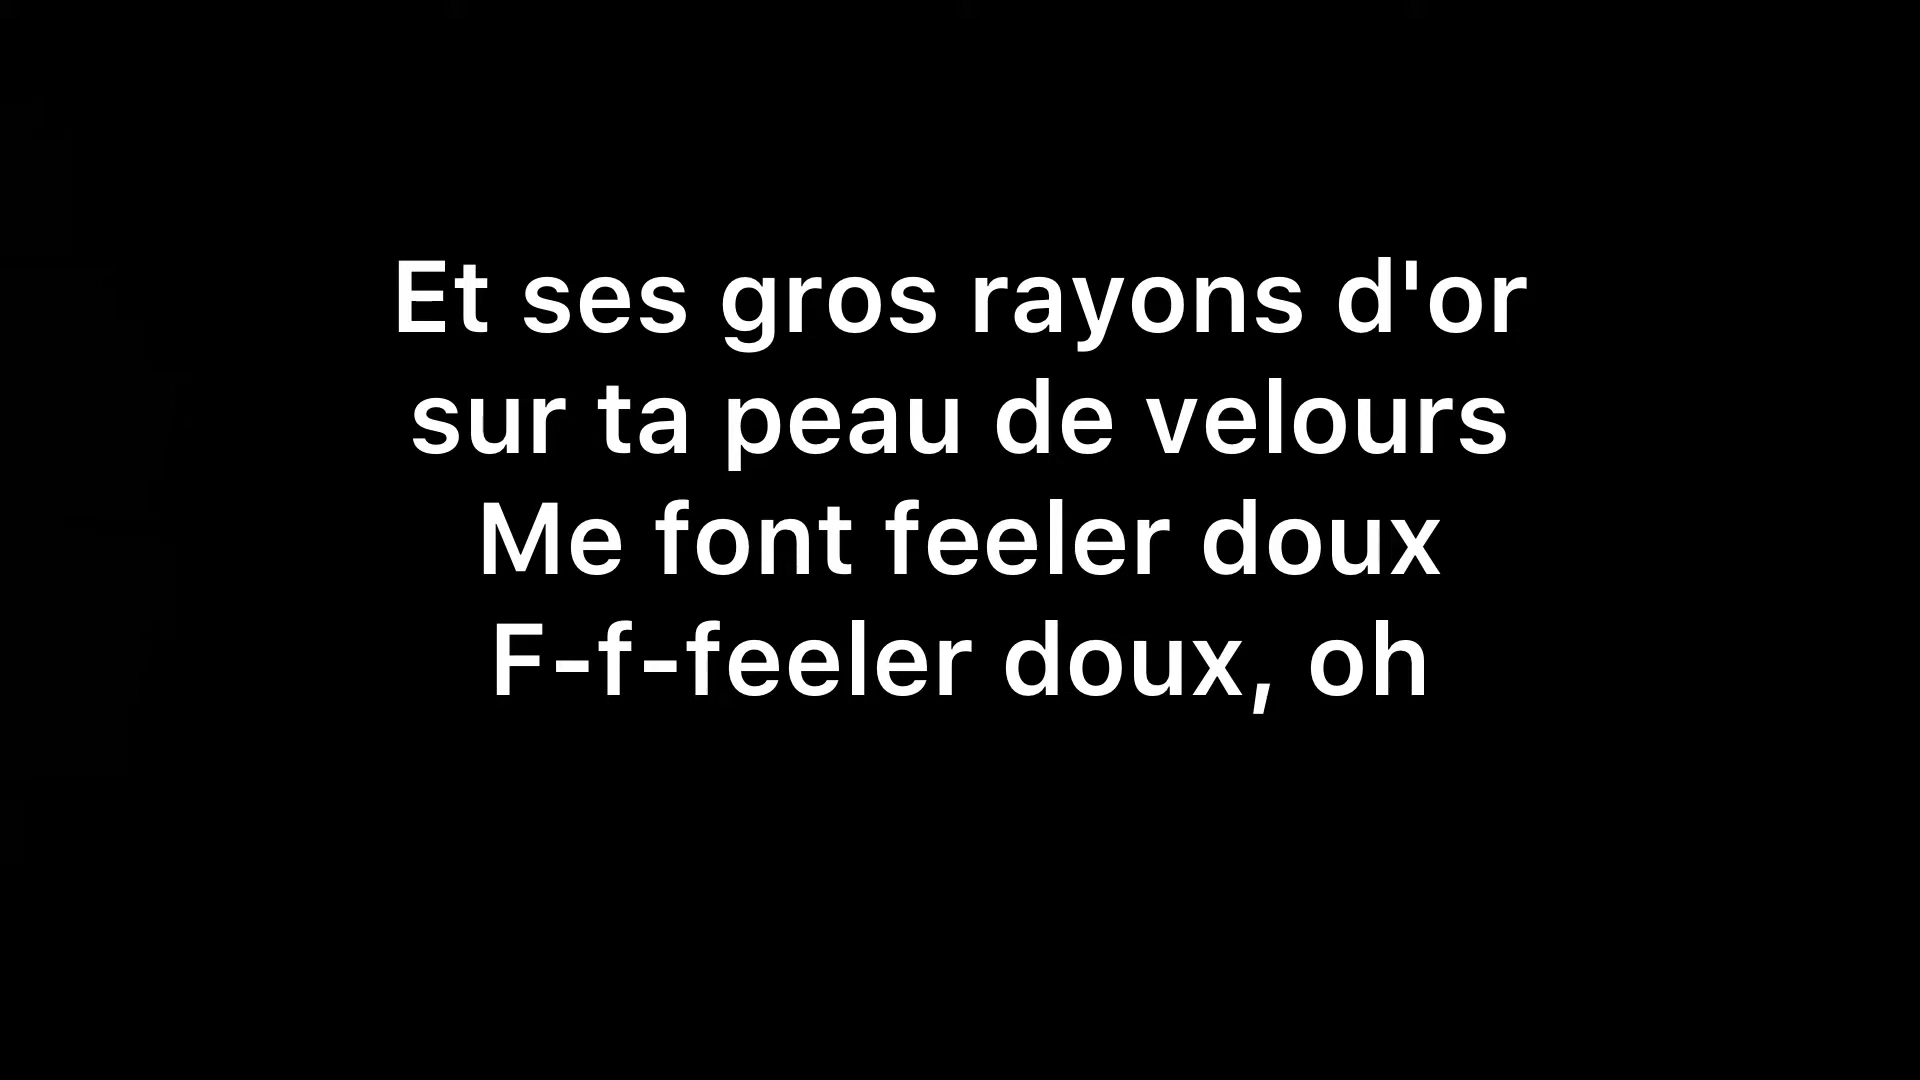 Et ses gros rayons d'or
sur ta peau de velours
Me font feeler doux
F-f-feeler doux, oh